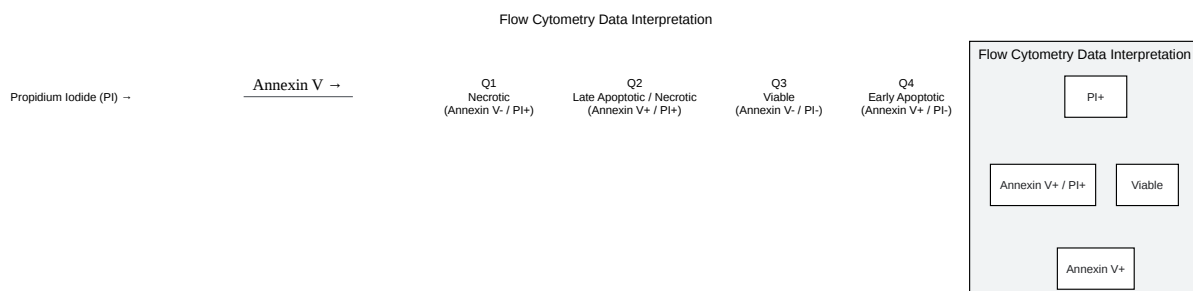 Flow Cytometry Data Interpretation
Propidium Iodide (PI) →
Annexin V →
Q1
Necrotic
(Annexin V- / PI+)
Q2
Late Apoptotic / Necrotic
(Annexin V+ / PI+)
Q3
Viable
(Annexin V- / PI-)
Q4
Early Apoptotic
(Annexin V+ / PI-)
Flow Cytometry Data Interpretation
PI+
Annexin V+ / PI+
Viable
Annexin V+